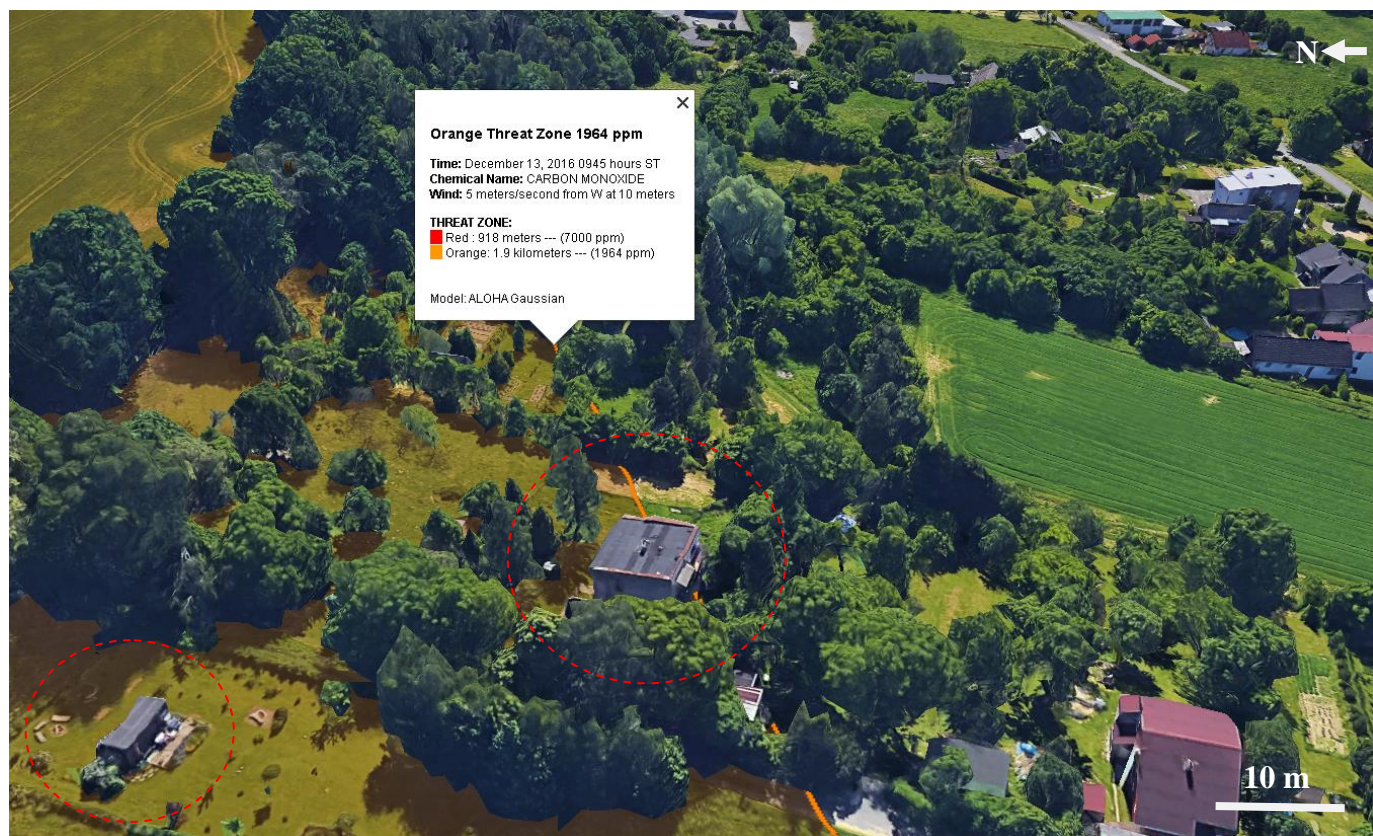 N
Orange Threat Zone 1964 ppm
Time: December 13, 2016 0945 hours ST
Chemical Name: CARBON MONOXIDE
Wind: 5 meters/second from W at 10 meters
THREAT ZONE:
Red : 918 meters --- (7000 ppm)
Orange: 1.9 kilometers --- (1964 ppm)
Model: ALOHA Gaussian
10 m